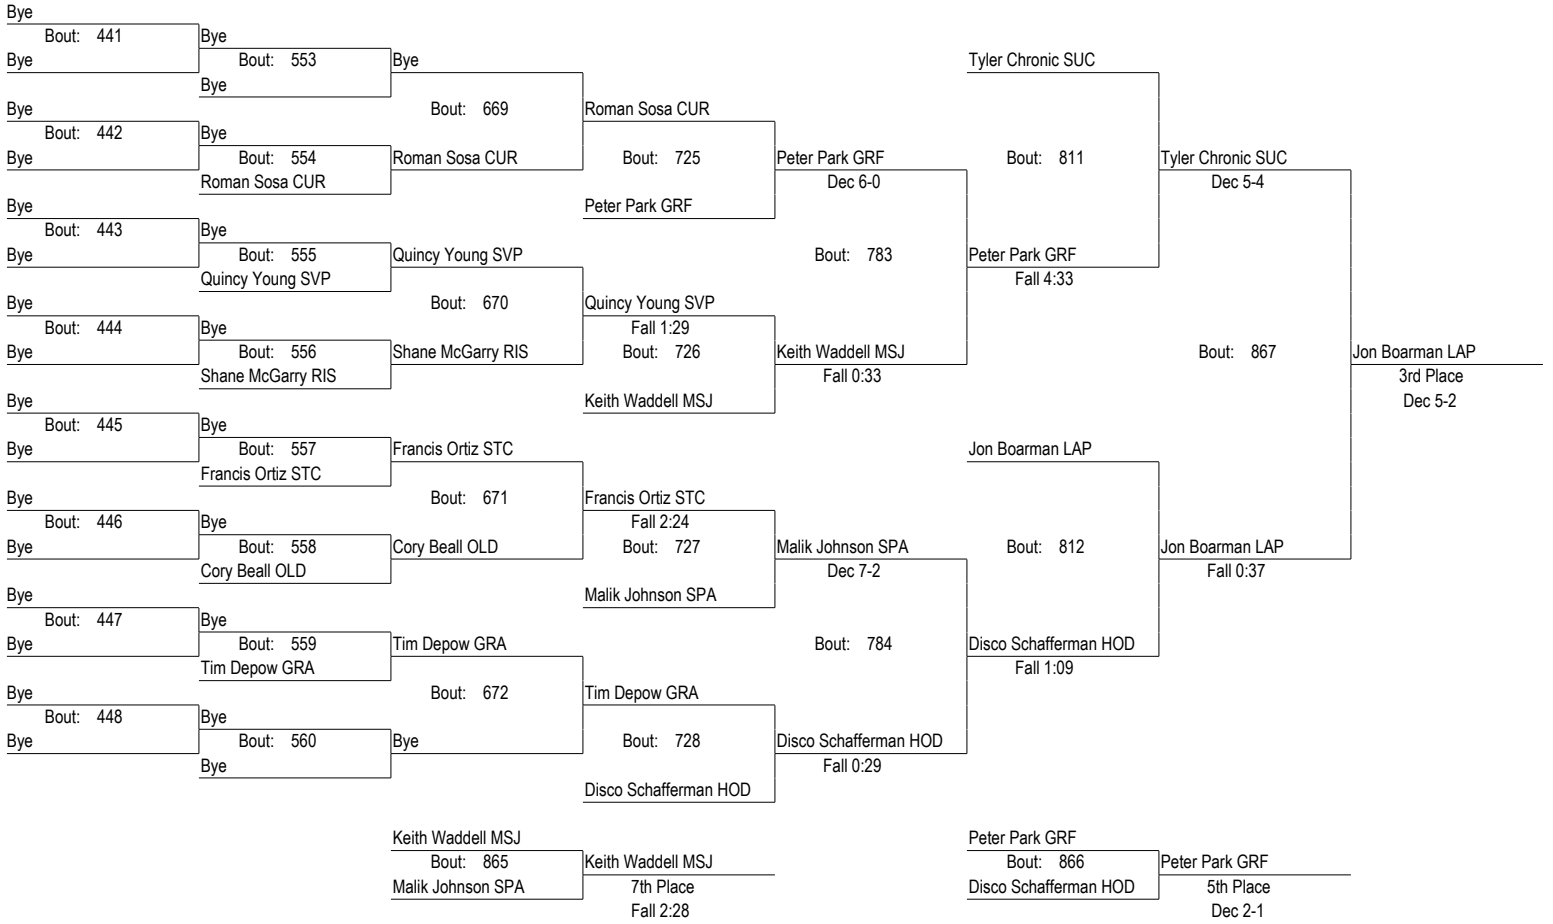 Bye
Bout: 441 Bye
Bye Bout: 553 Bye Tyler Chronic SUC
Bye
Bye Bout: 669 Roman Sosa CUR
Bout: 442 Bye
Bye Bout: 554 Roman Sosa CUR Bout: 725 Peter Park GRF Bout: 811 Tyler Chronic SUC
Roman Sosa CUR Dec 6-0 Dec 5-4
Bye Peter Park GRF
Bout: 443 Bye
Bye Bout: 555 Quincy Young SVP Bout: 783 Peter Park GRF
Quincy Young SVP Fall 4:33
Bye Bout: 670 Quincy Young SVP
Bout: 444 Bye Fall 1:29
Bye Bout: 556 Shane McGarry RIS Bout: 726 Keith Waddell MSJ Bout: 867 Jon Boarman LAP
Shane McGarry RIS Fall 0:33 3rd Place
Bye Keith Waddell MSJ Dec 5-2
Bout: 445 Bye
Bye Bout: 557 Francis Ortiz STC Jon Boarman LAP
Francis Ortiz STC
Bye Bout: 671 Francis Ortiz STC
Bout: 446 Bye Fall 2:24
Bye Bout: 558 Cory Beall OLD Bout: 727 Malik Johnson SPA Bout: 812 Jon Boarman LAP
Cory Beall OLD Dec 7-2 Fall 0:37
Bye Malik Johnson SPA
Bout: 447 Bye
Bye Bout: 559 Tim Depow GRA Bout: 784 Disco Schafferman HOD
Tim Depow GRA Fall 1:09
Bye Bout: 672 Tim Depow GRA
Bout: 448 Bye
Bye Bout: 560 Bye Bout: 728 Disco Schafferman HOD
Bye Fall 0:29
Disco Schafferman HOD
Keith Waddell MSJ Peter Park GRF
Bout: 865 Keith Waddell MSJ Bout: 866 Peter Park GRF
Malik Johnson SPA 7th Place Disco Schafferman HOD 5th Place
Fall 2:28 Dec 2-1